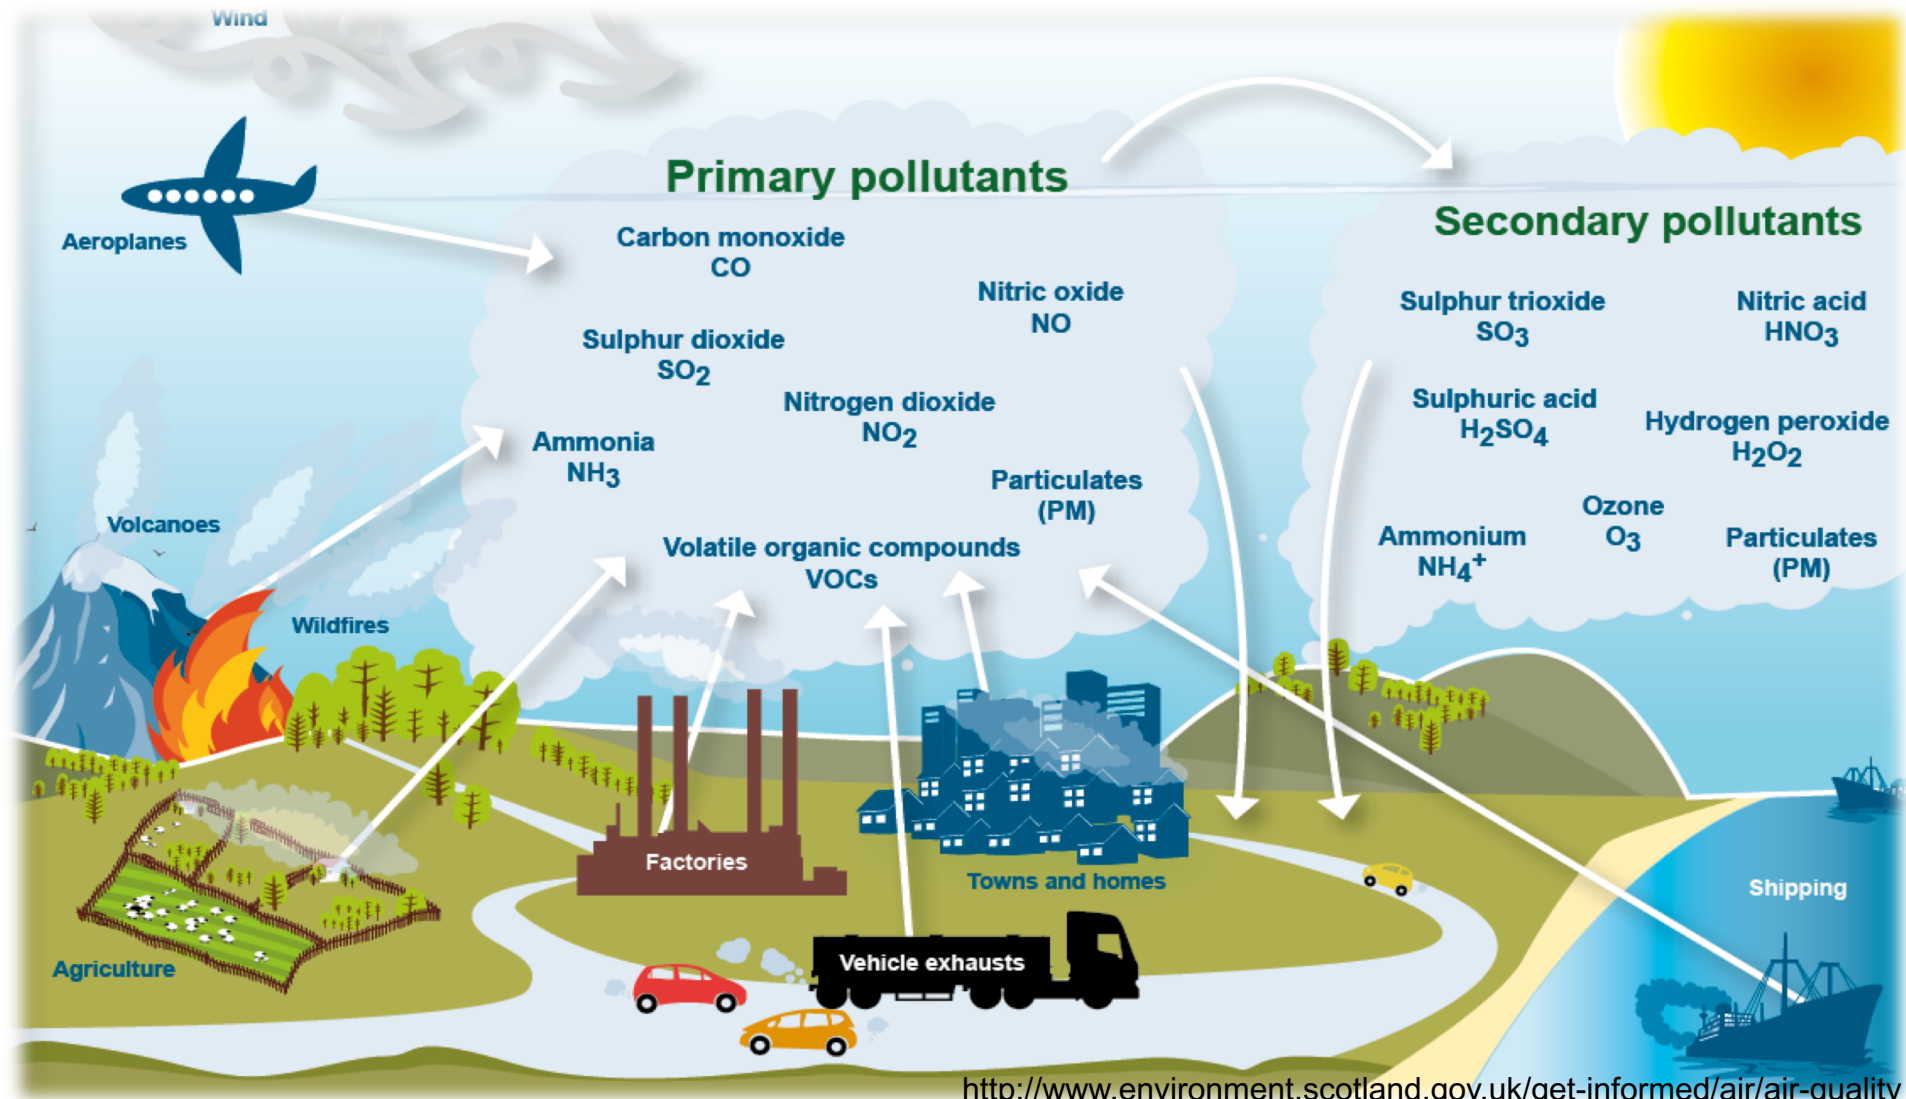 Wind
Aeroplanes
Primary pollutants
Carbon monoxide
CO
Nitric oxide
NO
Sulphur dioxide
SO2
Nitrogen dioxide
NO2
Ammonia
NH3
Particulates
(PM)
Volatile organic compounds
VOCs
Secondary pollutants
Sulphur trioxide
SO3
Nitric acid
HNO3
Sulphuric acid
H2SO4
Hydrogen peroxide
H2O2
Ozone
O3
Ammonium
NH4+
Particulates
(PM)
Volcanoes
Wildfires
Agriculture
Factories
Towns and homes
Vehicle exhausts
Shipping
http://www.environment.scotland.gov.uk/get-informed/air/air-quality